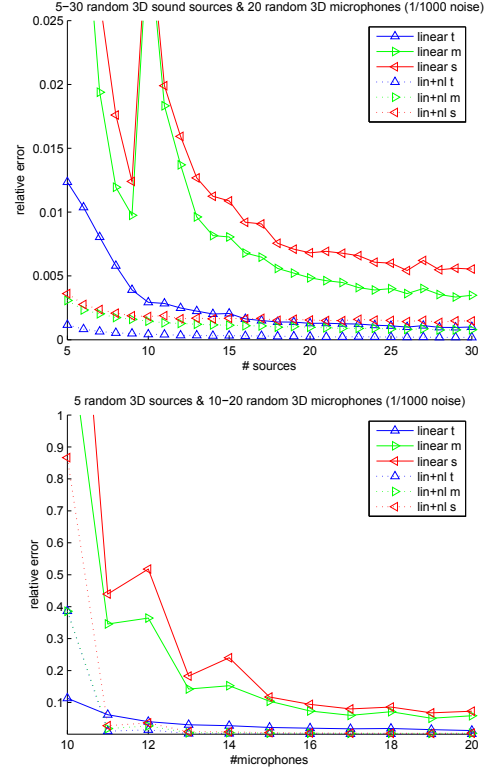 5−30 random 3D sound sources & 20 random 3D microphones (1/1000 noise)
0.025
0.02
0.015
0.01
0.005
0
relative error
linear t
linear m
linear s
lin+nl t
lin+nl m
lin+nl s
5 10 15 20 25 30
# sources
5 random 3D sources & 10−20 random 3D microphones (1/1000 noise)
1
0.9
0.8
0.7
0.6
0.5
0.4
0.3
0.2
0.1
relative error
linear t
linear m
linear s
lin+nl t
lin+nl m
lin+nl s
10 12 14 16 18 20
#microphones